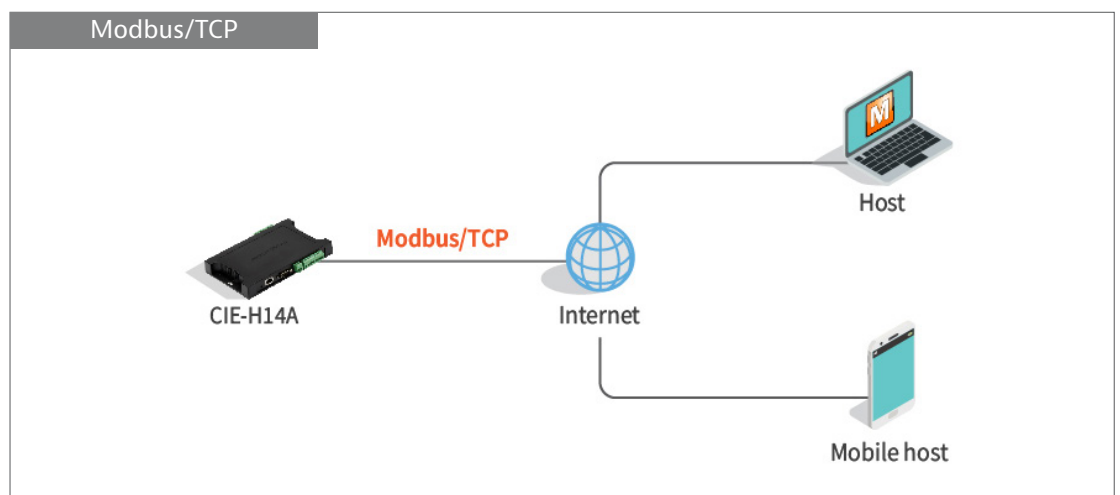 Modbus/TCP
M
Host
Modbus/TCP
CIE-H14A
Internet
Mobile host